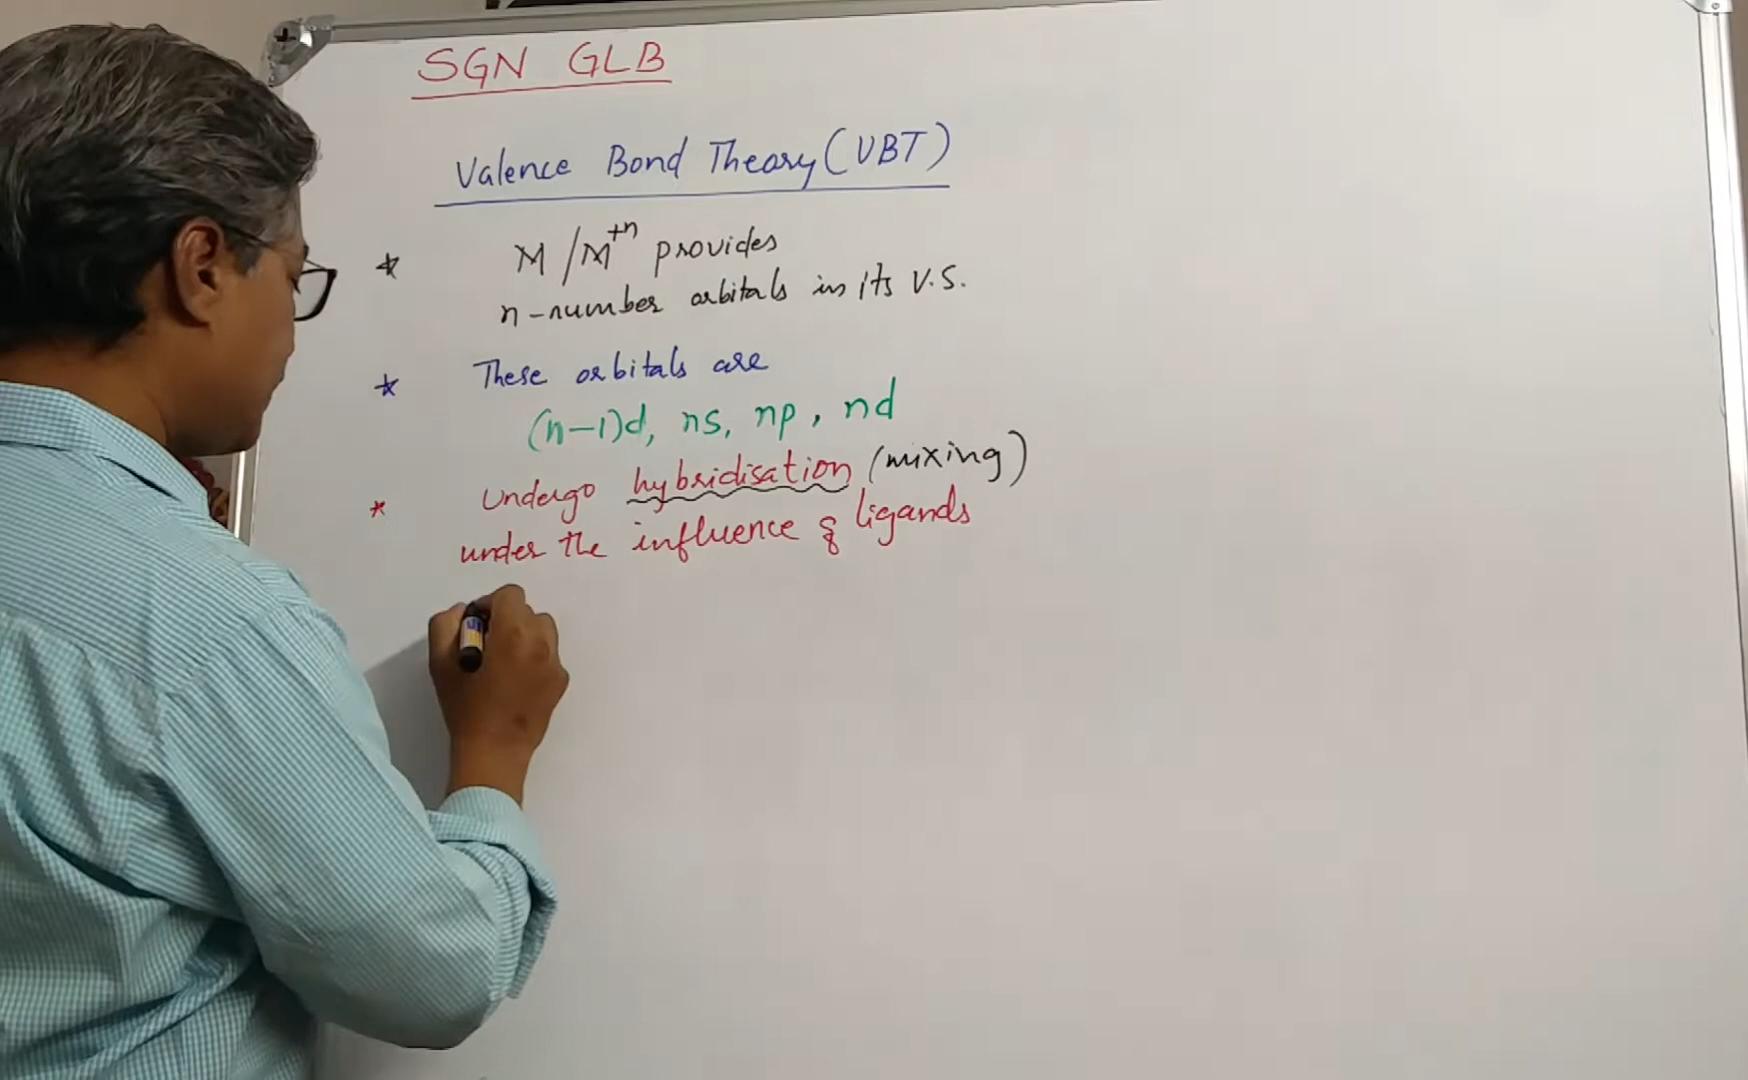 SGN GLB
Valence Bond Theory (VBT)
* M/M⁺ⁿ provides
n-number orbitals in its V.S.
* These orbitals are
(n-1)d, ns, np, nd
* Undergo hybridisation (mixing)
under the influence of ligands